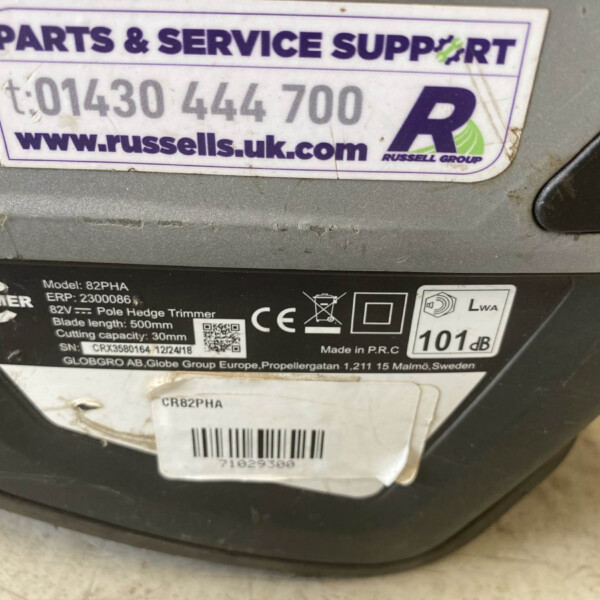 PARTS & SERVICE SUPPORT
t:01430 444 700
www.russells.uk.com
R
RUSSELL GROUP
MER
Model: 82PHA
ERP: 2300086
82V Pole Hedge Trimmer
Blade length: 500mm
Cutting capacity: 30mm
SN: CRX3580164 12/24/18
CE
Made in P.R.C
LWA
101dB
GLOBGRO AB,Globe Group Europe,Propellergatan 1,211 15 Malmö,Sweden
CR82PHA
71029300